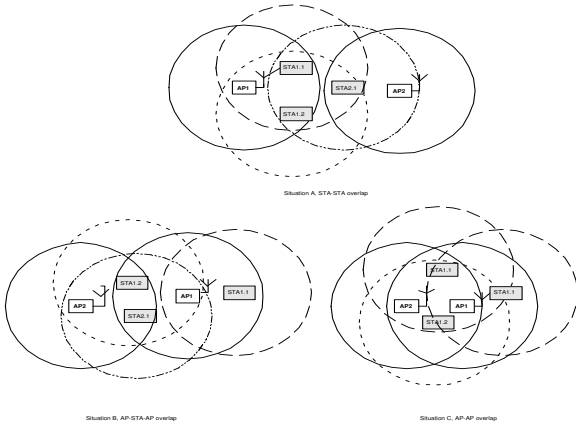 STA1.1
AP1
STA2.1
AP2
STA1.2
Situation A, STA-STA overlap
STA1.2
AP1
STA1.1
AP2
STA2.1
Situation B, AP-STA-AP overlap
STA1.1
STA1.1
AP2
AP1
STA1.2
Situation C, AP-AP overlap